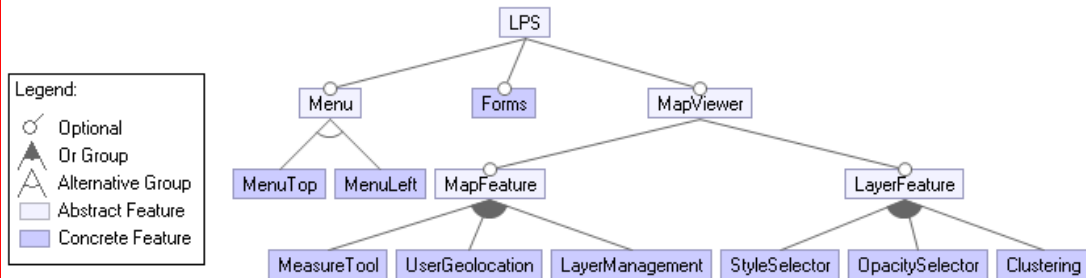 LPS
Legend:
Optional
Or Group
Alternative Group
Abstract Feature
Concrete Feature
Menu
Forms
MapViewer
MenuTop
MenuLeft
MapFeature
LayerFeature
MeasureTool
UserGeolocation
LayerManagement
StyleSelector
OpacitySelector
Clustering